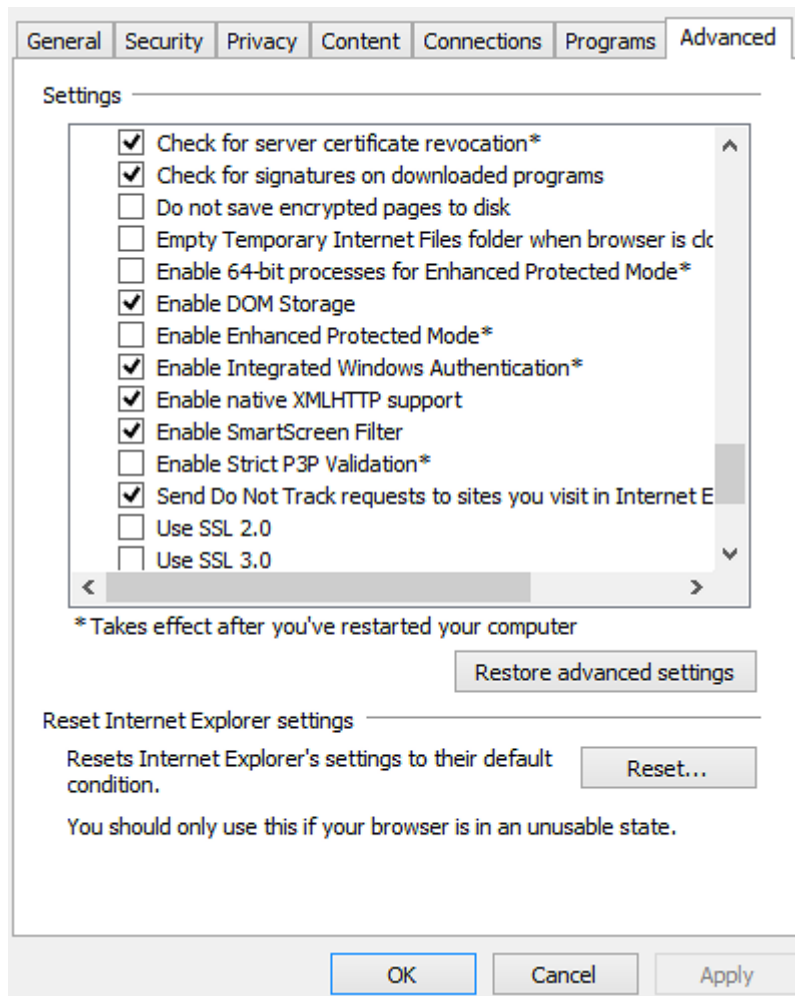 General Security Privacy Content Connections Programs Advanced
Settings
Check for server certificate revocation*
Check for signatures on downloaded programs
Do not save encrypted pages to disk
Empty Temporary Internet Files folder when browser is clc
Enable 64-bit processes for Enhanced Protected Mode*
Enable DOM Storage
Enable Enhanced Protected Mode*
Enable Integrated Windows Authentication*
Enable native XMLHTTP support
Enable SmartScreen Filter
Enable Strict P3P Validation*
Send Do Not Track requests to sites you visit in Internet E
Use SSL 2.0
Use SSL 3.0
*Takes effect after you've restarted your computer
Restore advanced settings
Reset Internet Explorer settings
Resets Internet Explorer's settings to their default
condition.
Reset...
You should only use this if your browser is in an unusable state.
OK Cancel Apply